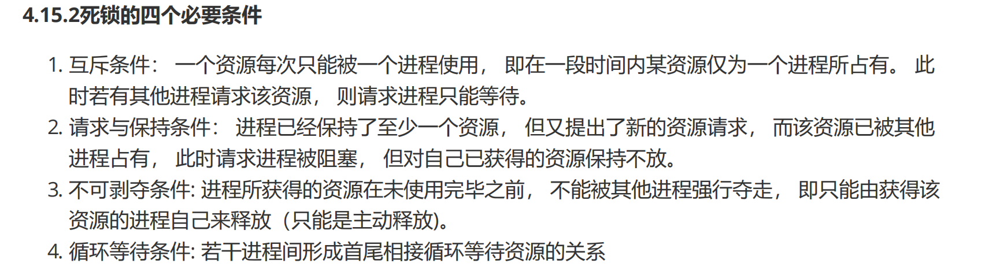 4.15.2死锁的四个必要条件
1. 互斥条件： 一个资源每次只能被一个进程使用， 即在一段时间内某资源仅为一个进程所占有。 此
时若有其他进程请求该资源， 则请求进程只能等待。
2. 请求与保持条件： 进程已经保持了至少一个资源， 但又提出了新的资源请求， 而该资源已被其他
进程占有， 此时请求进程被阻塞， 但对自己已获得的资源保持不放。
3. 不可剥夺条件: 进程所获得的资源在未使用完毕之前， 不能被其他进程强行夺走， 即只能由获得该
资源的进程自己来释放（只能是主动释放)。
4. 循环等待条件: 若干进程间形成首尾相接循环等待资源的关系